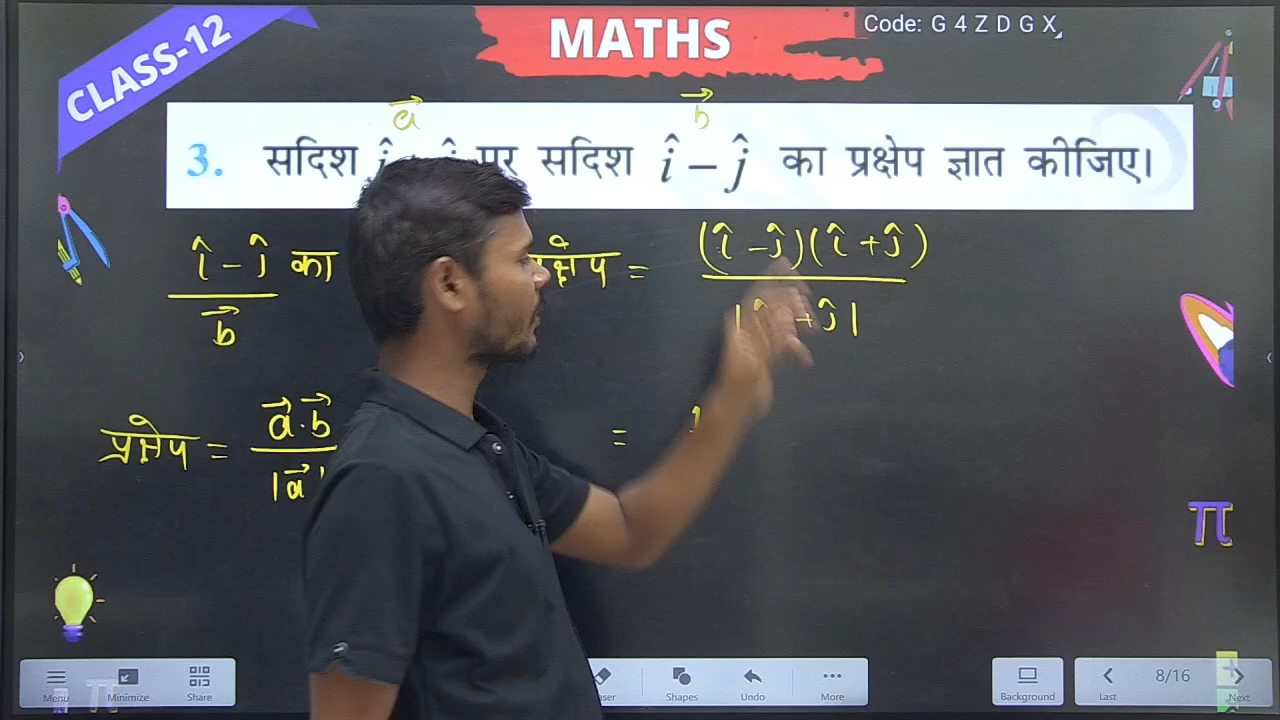 CLASS-12
MATHS
Code: G 4 Z D G X
a⃗ b⃗
3. सदिश पर सदिश î – ĵ का प्रक्षेप ज्ञात कीजिए।
î – ĵ का = (î – ĵ)(î + ĵ)
b⃗ | + ĵ |
प्रक्षेप = a⃗ · b⃗ =
|a⃗
π
Menu Minimize Share Shapes Undo More Background Last 8/16 Next